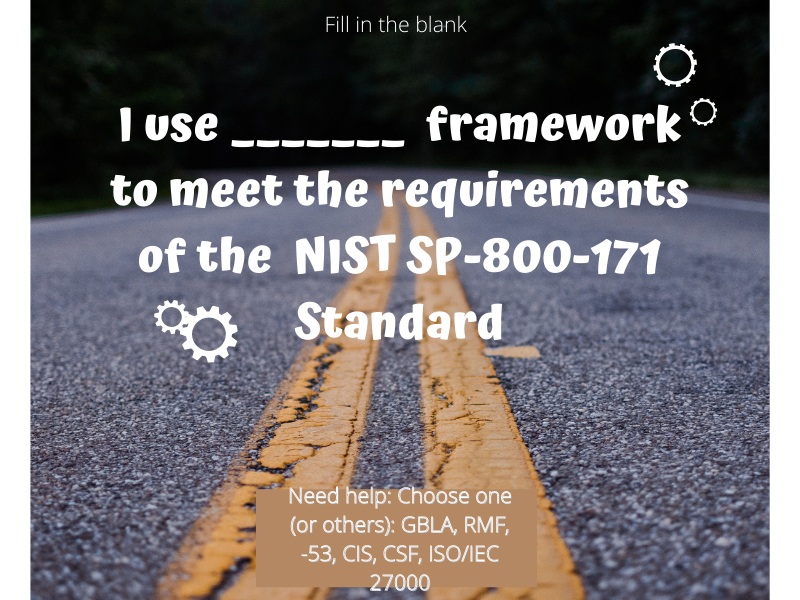 Fill in the blank
I use _______ framework
to meet the requirements
of the NIST SP-800-171
Standard
Need help: Choose one
(or others): GBLA, RMF,
-53, CIS, CSF, ISO/IEC
27000